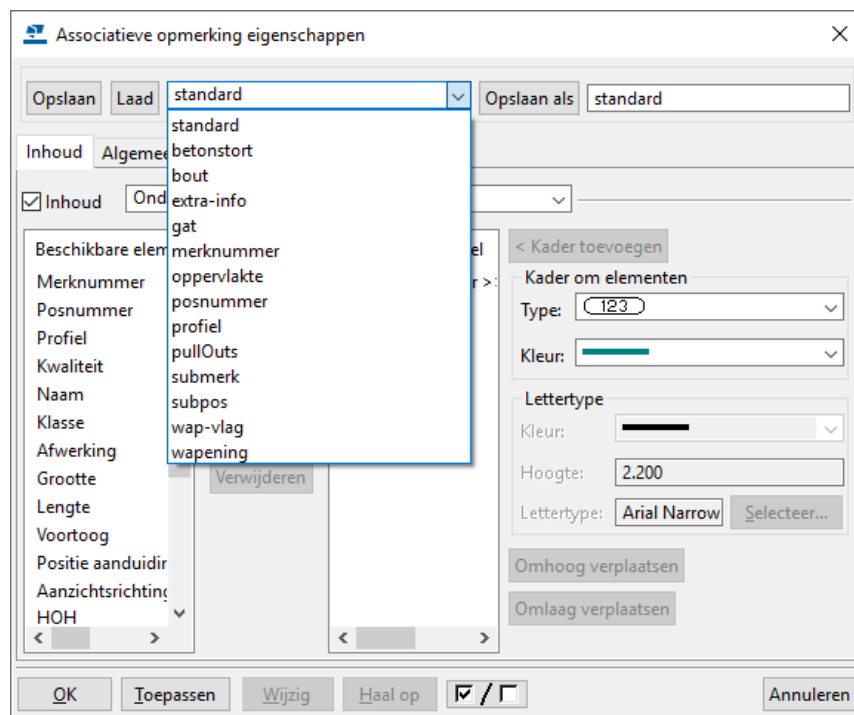 Associatieve opmerking eigenschappen
Opslaan Laad standard Opslaan als standard
standard
betonstort
bout
extra-info
gat
merknummer
oppervlakte
posnummer
profiel
pullOuts
submerk
subpos
wap-vlag
wapening
Inhoud
Inhoud
Merknummer
Posnummer
Profiel
Kwaliteit
Naam
Klasse
Afwerking
Grootte
Lengte
Voortoog
Positie
HOH
Verwijderen
< Kader toevoegen
Kader om elementen
Type: 123
Kleur:
Lettertype
Kleur:
Hoogte: 2.200
Lettertype: Arial Narrow Selecteer...
Omhoog verplaatsen
Omlaag verplaatsen
OK Toepassen Wijzig Haal op / Annuleren